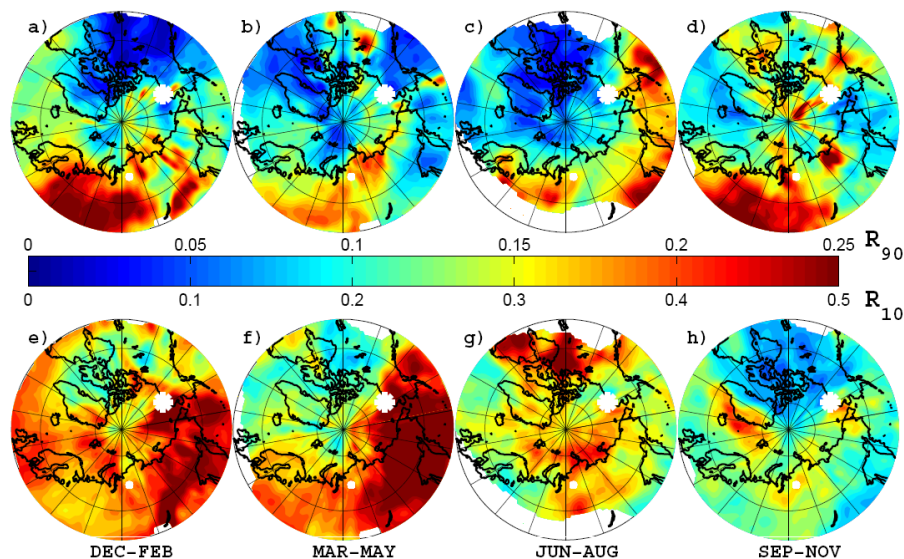 a) b) c) d)
0 0.05 0.1 0.15 0.2 0.25 R90
0 0.1 0.2 0.3 0.4 0.5 R10
e) f) g) h)
DEC-FEB MAR-MAY JUN-AUG SEP-NOV